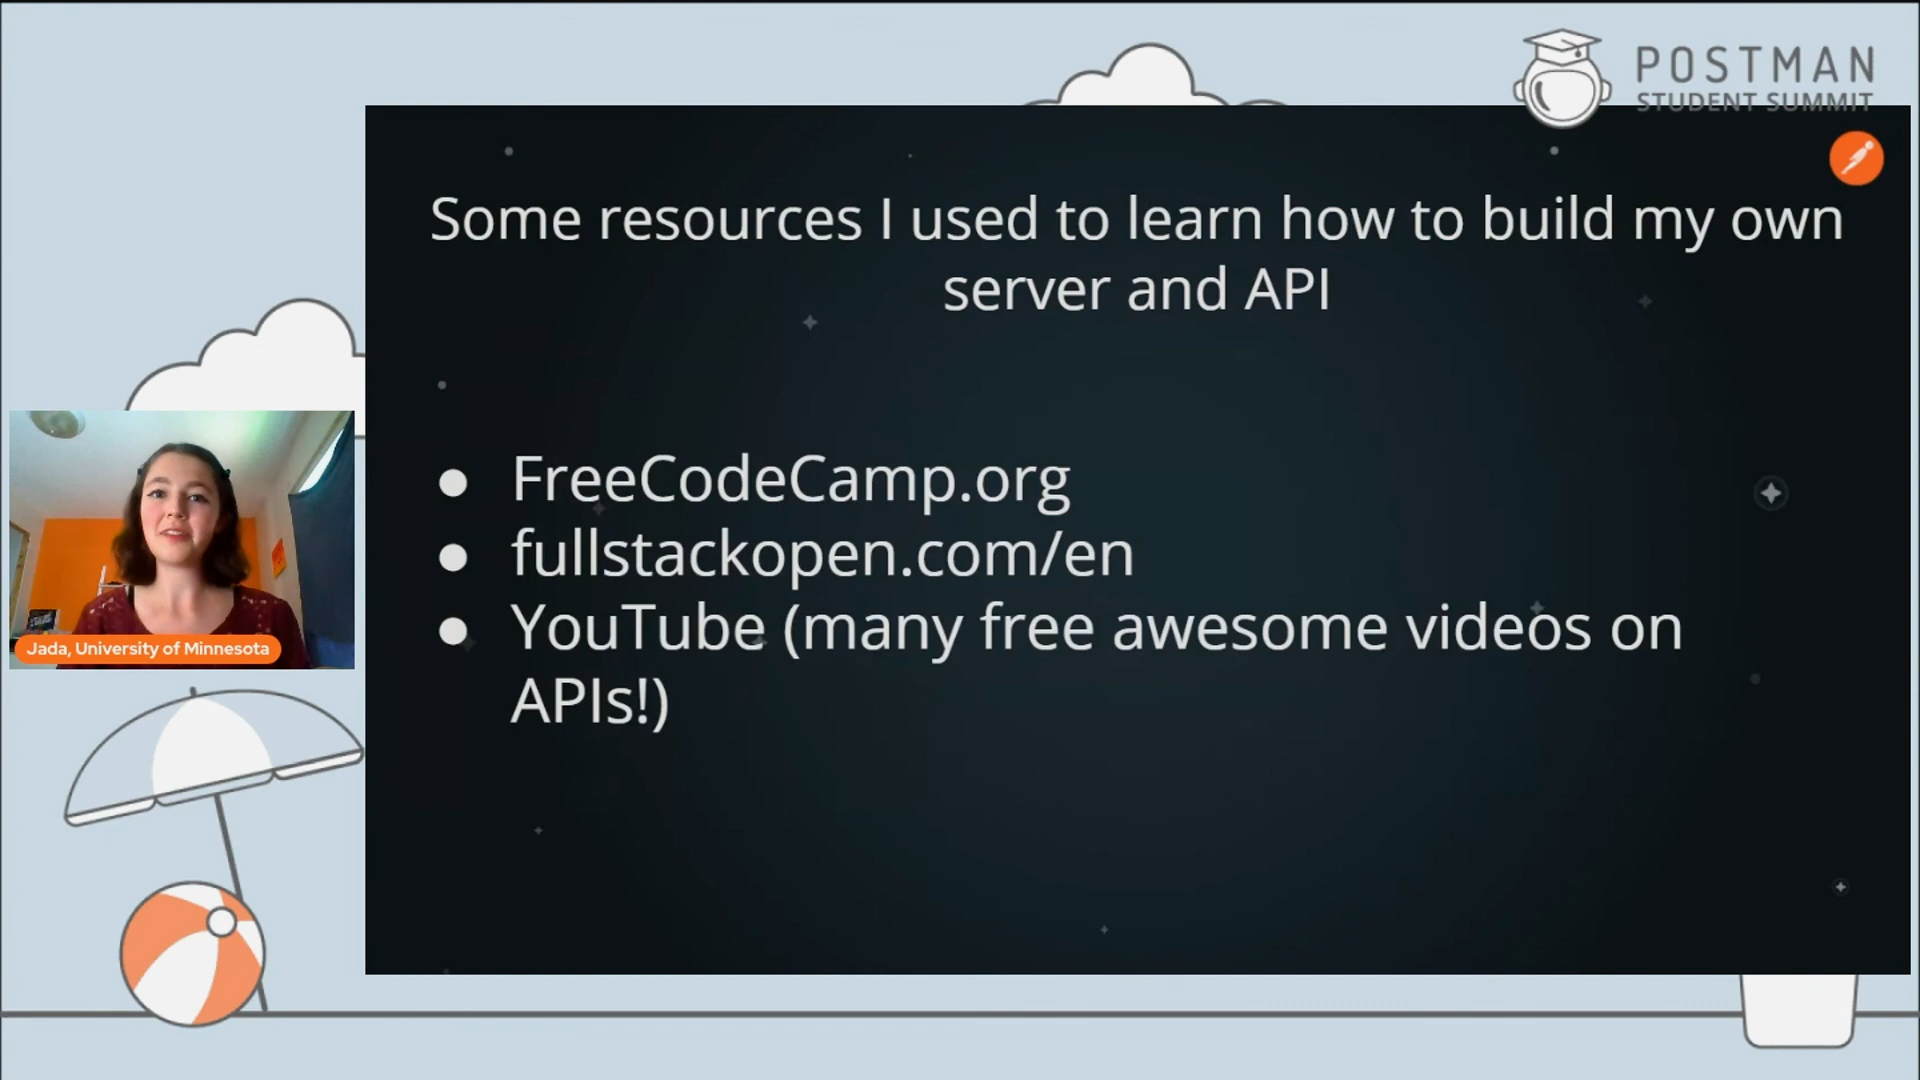 POSTMAN
STUDENT SUMMIT
Some resources I used to learn how to build my own
server and API
● FreeCodeCamp.org
● fullstackopen.com/en
● YouTube (many free awesome videos on
APIs!)
Jada, University of Minnesota